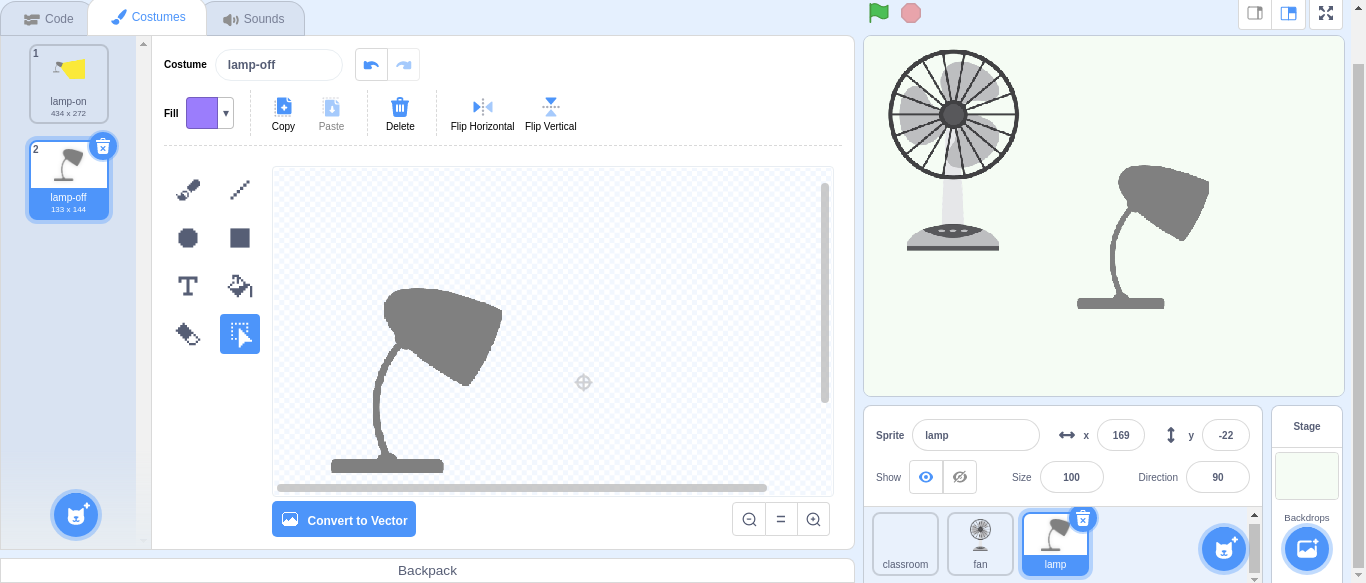 Code
Costumes
Sounds
1
lamp-on
434 x 272
2
lamp-off
133 x 144
Costume
lamp-off
Fill
Copy
Paste
Delete
Flip Horizontal
Flip Vertical
Convert to Vector
Backpack
Sprite
lamp
x
169
y
-22
Show
Size
100
Direction
90
classroom
fan
lamp
Stage
Backdrops